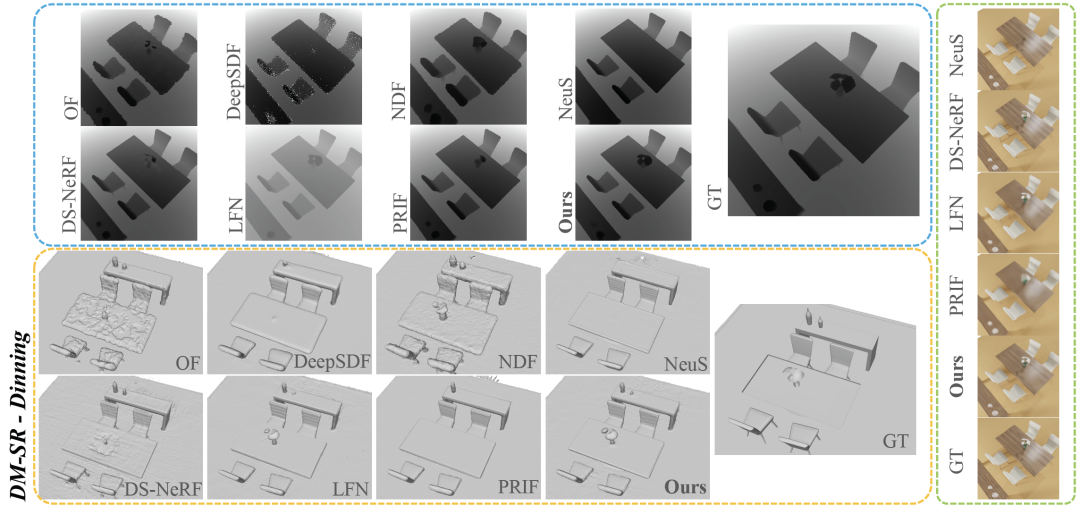 OF
DeepSDF
NDF
NeuS
DS-NeRF
LFN
PRIF
Ours
GT
DM-SR - Dinning
OF
DeepSDF
NDF
NeuS
DS-NeRF
LFN
PRIF
Ours
GT
NeuS
DS-NeRF
LFN
PRIF
Ours
GT